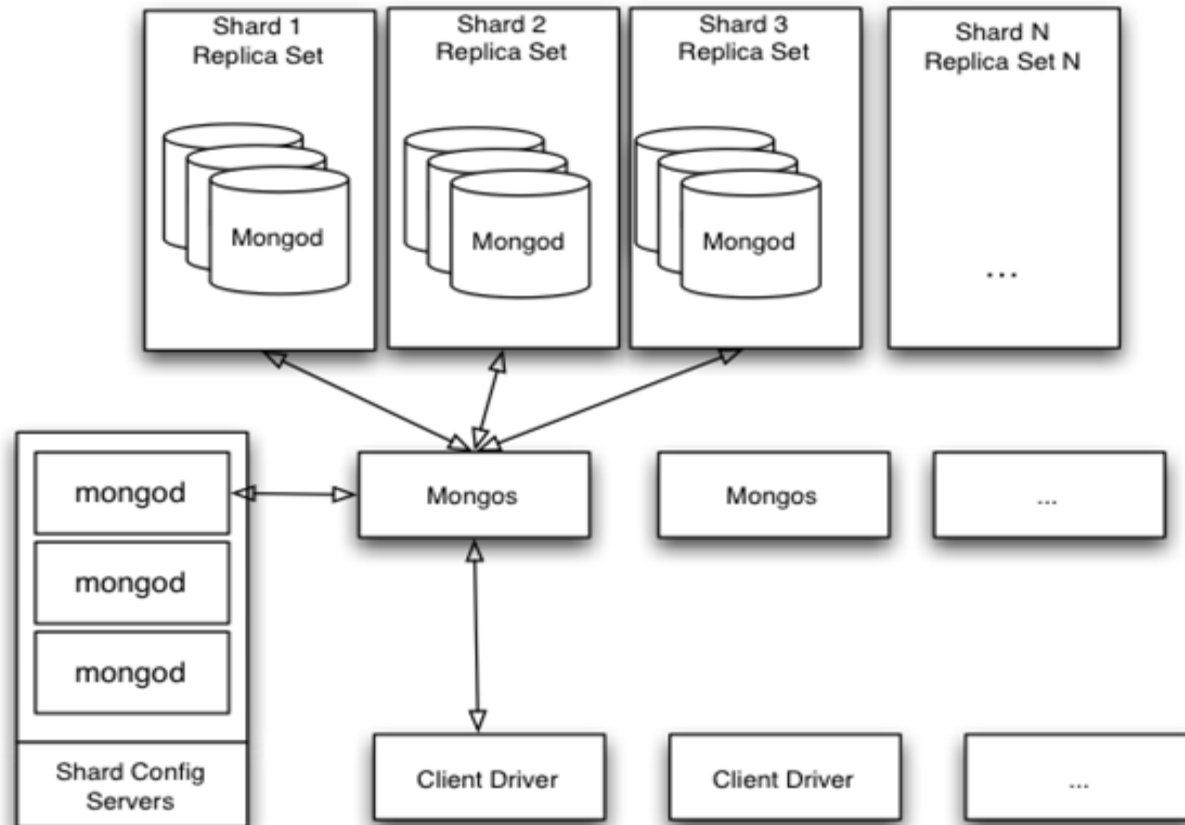 Shard 1
Replica Set
Shard 2
Replica Set
Shard 3
Replica Set
Shard N
Replica Set N
Mongod
Mongod
Mongod
...
mongod
mongod
mongod
Shard Config
Servers
Mongos
Mongos
...
Client Driver
Client Driver
...